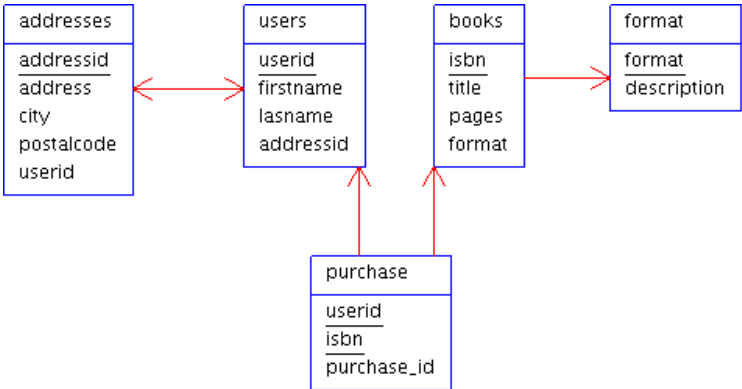 addresses
addressid
address
city
postalcode
userid
users
userid
firstname
lasname
addressid
books
isbn
title
pages
format
format
format
description
purchase
userid
isbn
purchase_id